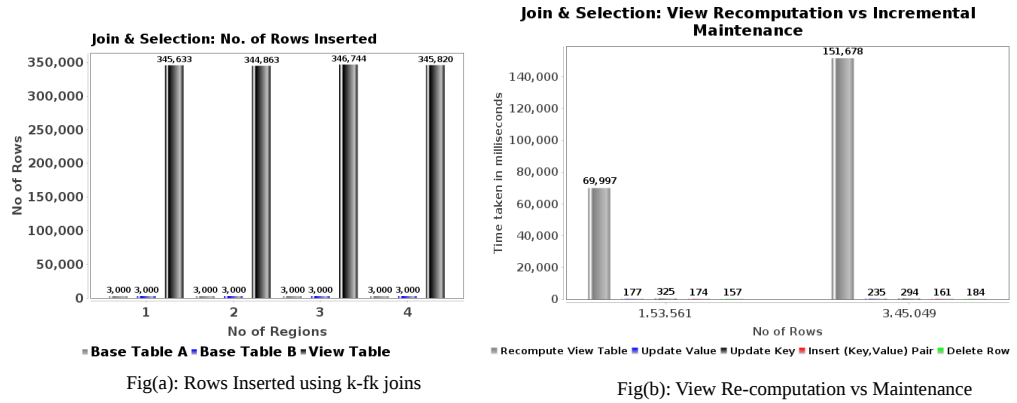 Join & Selection: No. of Rows Inserted
No of Rows
350,000
300,000
250,000
200,000
150,000
100,000
50,000
0
3,000 3,000 345,633
3,000 3,000 344,863
3,000 3,000 346,744
3,000 3,000 345,820
1 2 3 4
No of Regions
Base Table A Base Table B View Table
Fig(a): Rows Inserted using k-fk joins
Join & Selection: View Recomputation vs Incremental
Maintenance
Time taken in milliseconds
140,000
120,000
100,000
80,000
60,000
40,000
20,000
0
69,997 177 325 174 157
151,678 235 294 161 184
1.53.561 3.45.049
No of Rows
Recompute View Table Update Value Update Key Insert (Key,Value) Pair Delete Row
Fig(b): View Re-computation vs Maintenance